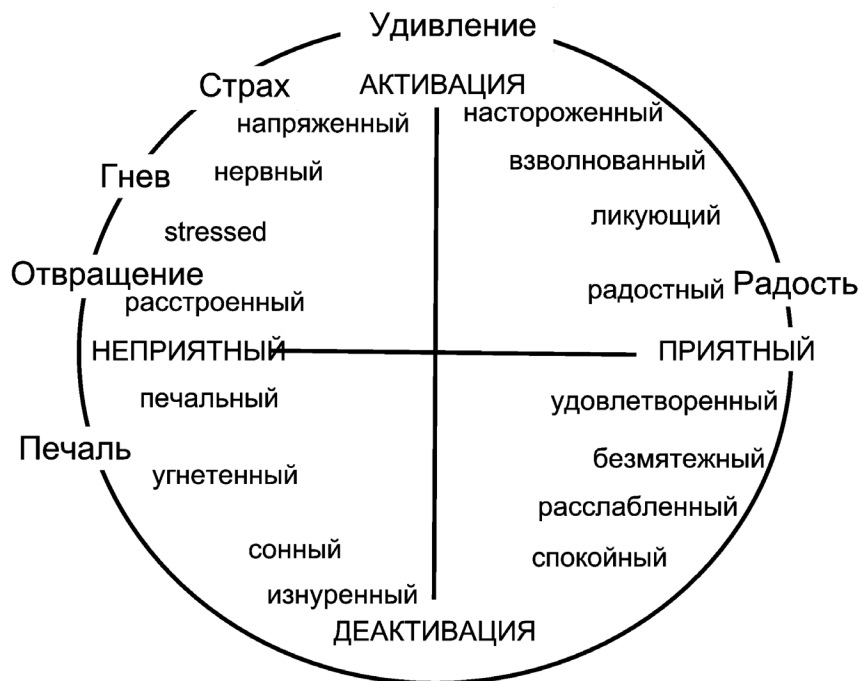 Удивление
Страх
АКТИВАЦИЯ
напряженный
настороженный
взволнованный
Гнев
нервный
ликующий
stressed
Отвращение
расстроенный
радостный
Радость
НЕПРИЯТНЫЙ
ПРИЯТНЫЙ
печальный
удовлетворенный
Печаль
угнетенный
безмятежный
расслабленный
сонный
спокойный
изнуренный
ДЕАКТИВАЦИЯ